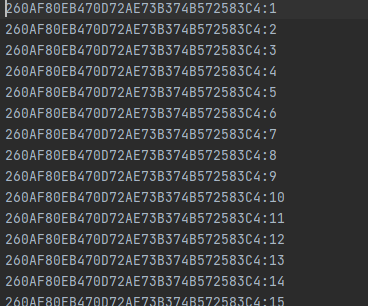 260AF80EB470D72AE73B374B572583C4:1
260AF80EB470D72AE73B374B572583C4:2
260AF80EB470D72AE73B374B572583C4:3
260AF80EB470D72AE73B374B572583C4:4
260AF80EB470D72AE73B374B572583C4:5
260AF80EB470D72AE73B374B572583C4:6
260AF80EB470D72AE73B374B572583C4:7
260AF80EB470D72AE73B374B572583C4:8
260AF80EB470D72AE73B374B572583C4:9
260AF80EB470D72AE73B374B572583C4:10
260AF80EB470D72AE73B374B572583C4:11
260AF80EB470D72AE73B374B572583C4:12
260AF80EB470D72AE73B374B572583C4:13
260AF80EB470D72AE73B374B572583C4:14
260AF80EB470D72AE73B374B572583C4:15